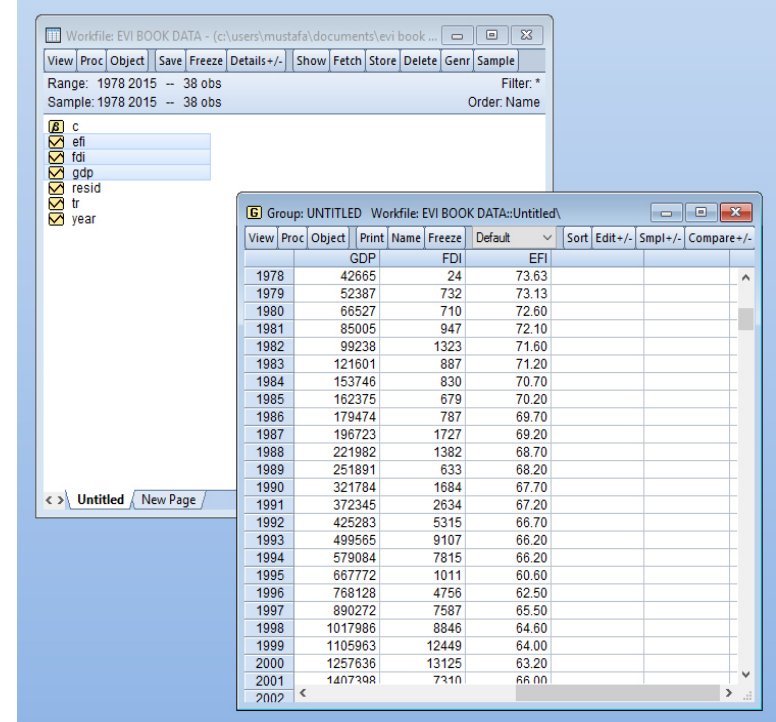 Workfile: EVI BOOK DATA - (c:\users\mustafa\documents\evi book ...
View Proc Object Save Freeze Details+/- Show Fetch Store Delete Genr Sample
Range: 1978 2015 -- 38 obs Filter: *
Sample: 1978 2015 -- 38 obs Order: Name
β c
efi
fdi
gdp
resid
tr
year
Untitled New Page
G Group: UNTITLED Workfile: EVI BOOK DATA::Untitled\
View Proc Object Print Name Freeze Default Sort Edit+/- Smpl+/- Compare+/-
GDP FDI EFI
1978 42665 24 73.63
1979 52387 732 73.13
1980 66527 710 72.60
1981 85005 947 72.10
1982 99238 1323 71.60
1983 121601 887 71.20
1984 153746 830 70.70
1985 162375 679 70.20
1986 179474 787 69.70
1987 196723 1727 69.20
1988 221982 1382 68.70
1989 251891 633 68.20
1990 321784 1684 67.70
1991 372345 2634 67.20
1992 425283 5315 66.70
1993 499565 9107 66.20
1994 579084 7815 66.20
1995 667772 1011 60.60
1996 768128 4756 62.50
1997 890272 7587 65.50
1998 1017986 8846 64.60
1999 1105963 12449 64.00
2000 1257636 13125 63.20
2001 1407398 7310 66.00
2002